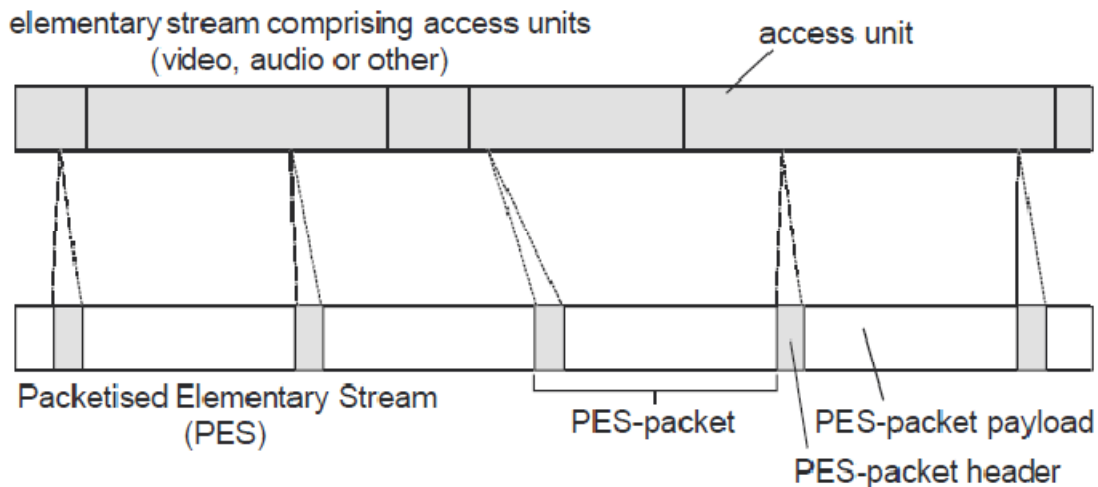 elementary stream comprising access units
(video, audio or other)
access unit
Packetised Elementary Stream
(PES)
PES-packet
PES-packet payload
PES-packet header